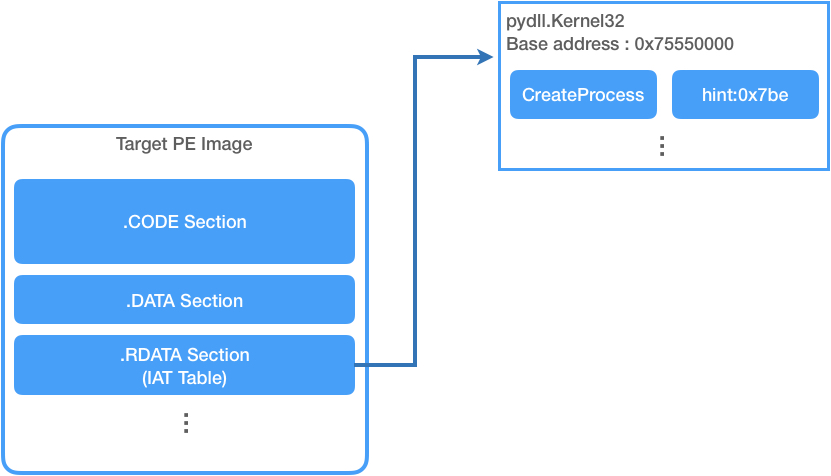 pydll.Kernel32
Base address : 0x75550000
CreateProcess
hint:0x7be
Target PE Image
.CODE Section
.DATA Section
.RDATA Section
(IAT Table)